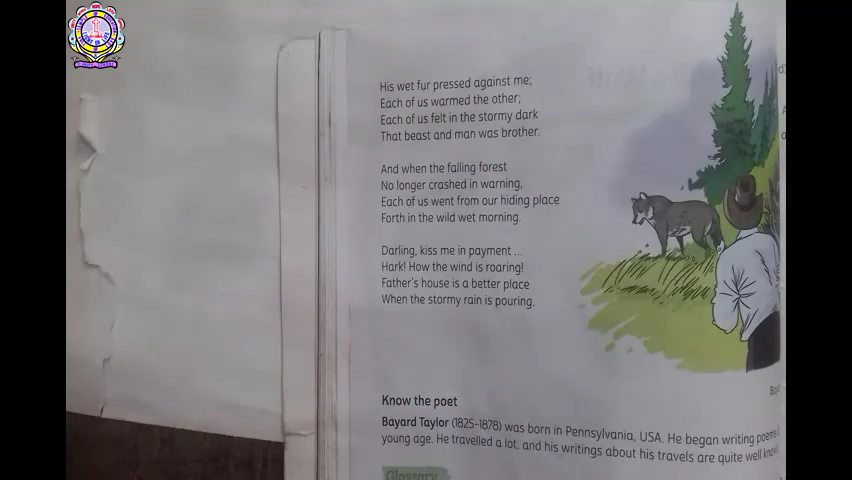 His wet fur pressed against me;
Each of us warmed the other;
Each of us felt in the stormy dark
That beast and man was brother.
And when the falling forest
No longer crashed in warning,
Each of us went from our hiding place
Forth in the wild wet morning.
Darling, kiss me in payment ...
Hark! How the wind is roaring!
Father's house is a better place
When the stormy rain is pouring.
Know the poet
Bayard Taylor (1825-1878) was born in Pennsylvania, USA. He began writing poems
young age. He travelled a lot, and his writings about his travels are quite well know
Glossary